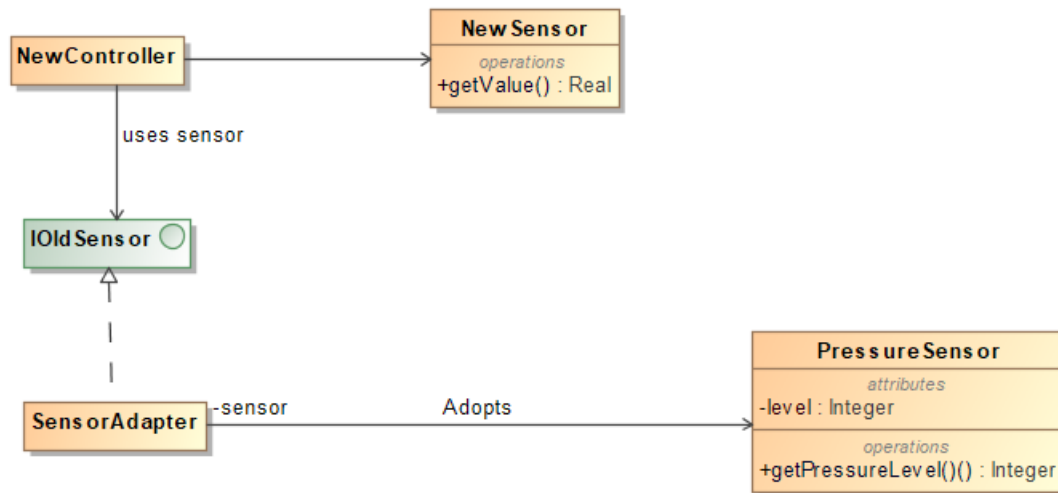 NewController
NewSensor
operations
+getValue() : Real
uses sensor
IOldSensor
SensorAdapter
-sensor
Adopts
PressureSensor
attributes
-level : Integer
operations
+getPressureLevel()() : Integer